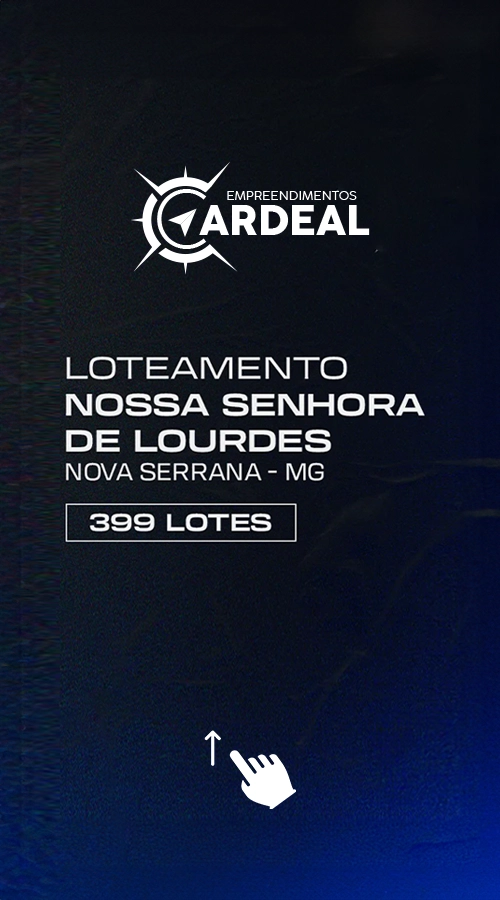 EMPREENDIMENTOS
CARDEAL
LOTEAMENTO
NOSSA SENHORA
DE LOURDES
NOVA SERRANA - MG
399 LOTES